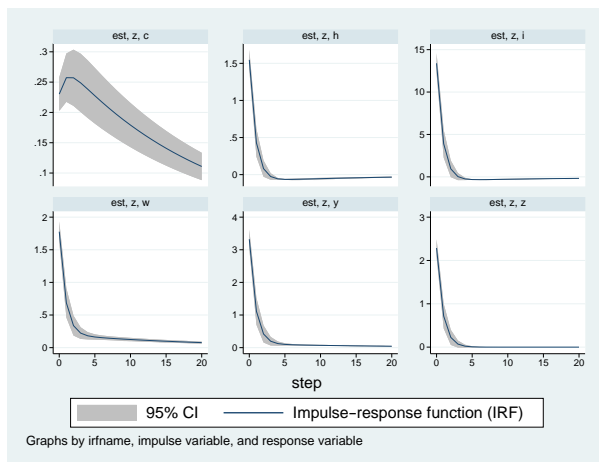 est, z, c
est, z, h
est, z, i
.3
.25
.2
.15
.1
1.5
1
.5
0
15
10
5
0
est, z, w
est, z, y
est, z, z
2
1.5
1
.5
0
4
3
2
1
0
3
2
1
0
0 5 10 15 20
0 5 10 15 20
0 5 10 15 20
step
95% CI
Impulse−response function (IRF)
Graphs by irfname, impulse variable, and response variable